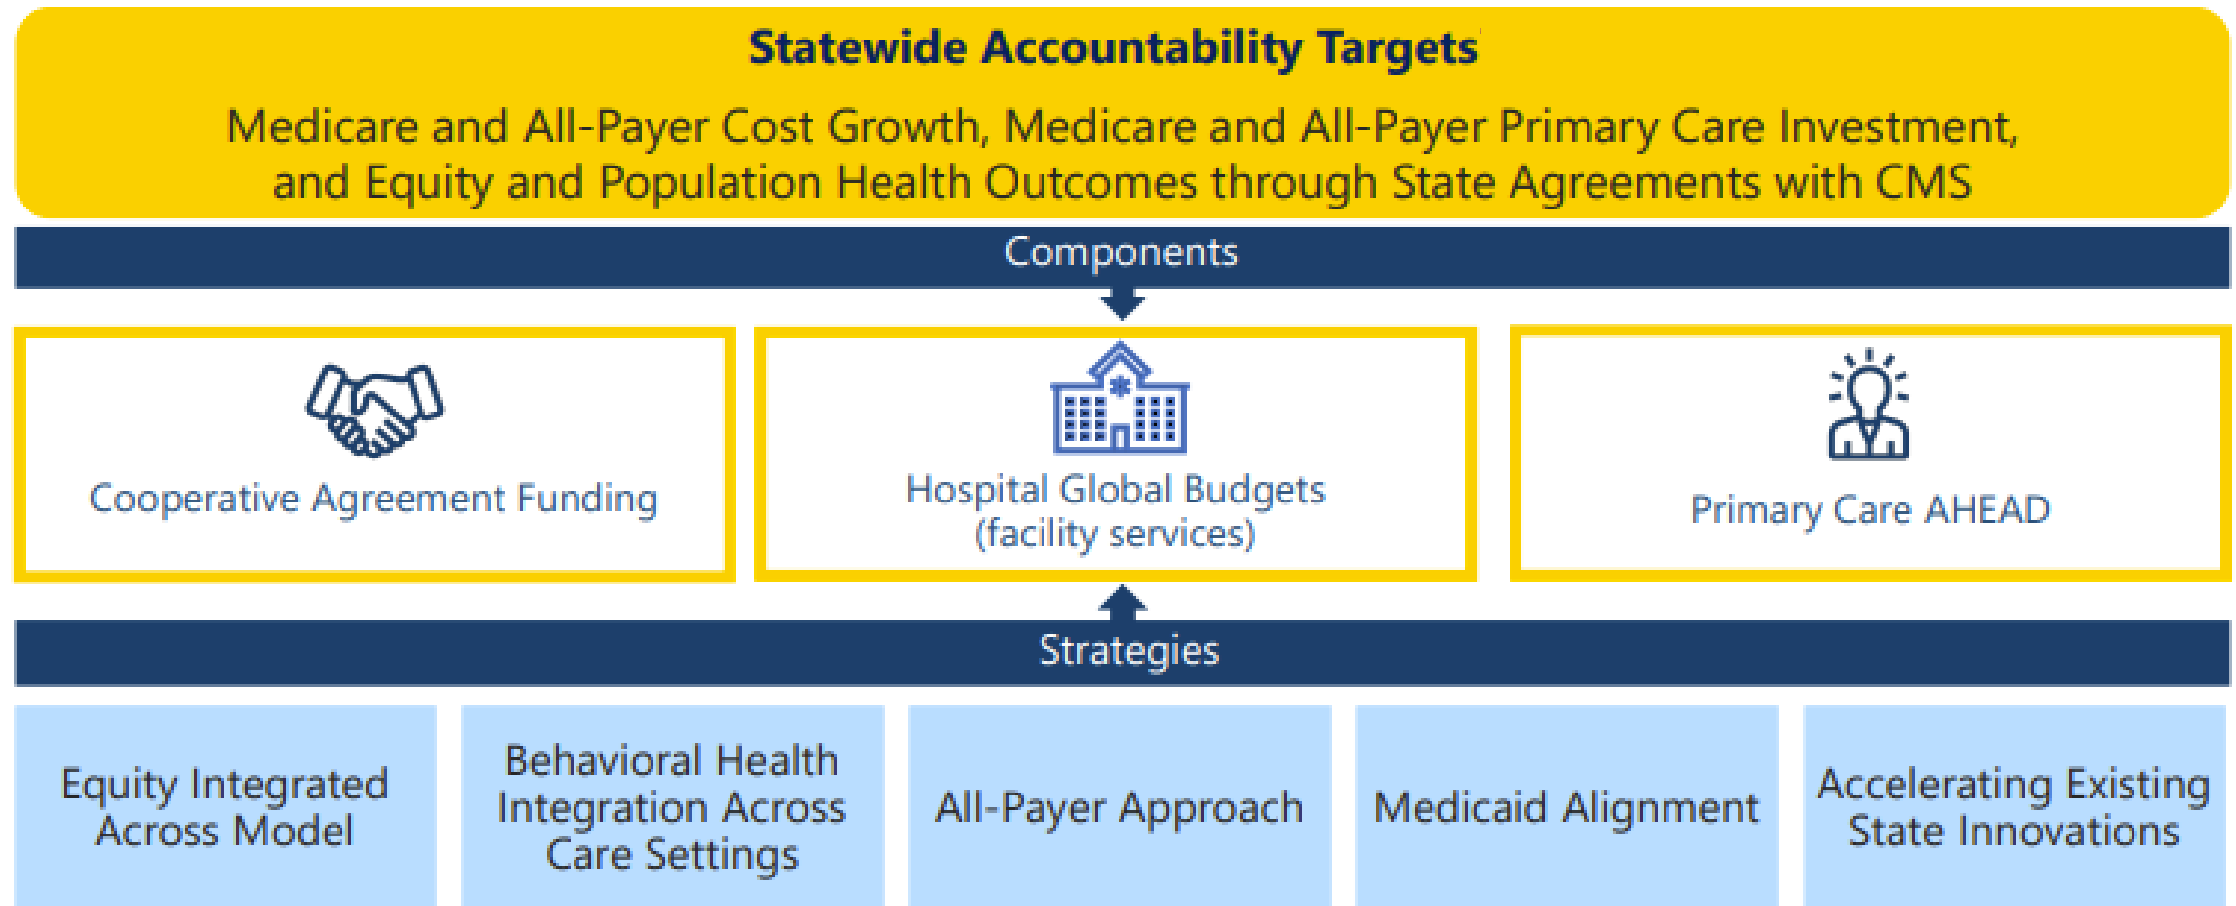 Statewide Accountability Targets
Medicare and All-Payer Cost Growth, Medicare and All-Payer Primary Care Investment,
and Equity and Population Health Outcomes through State Agreements with CMS
Components
Cooperative Agreement Funding
Hospital Global Budgets
(facility services)
Primary Care AHEAD
Strategies
Equity Integrated
Across Model
Behavioral Health
Integration Across
Care Settings
All-Payer Approach
Medicaid Alignment
Accelerating Existing
State Innovations